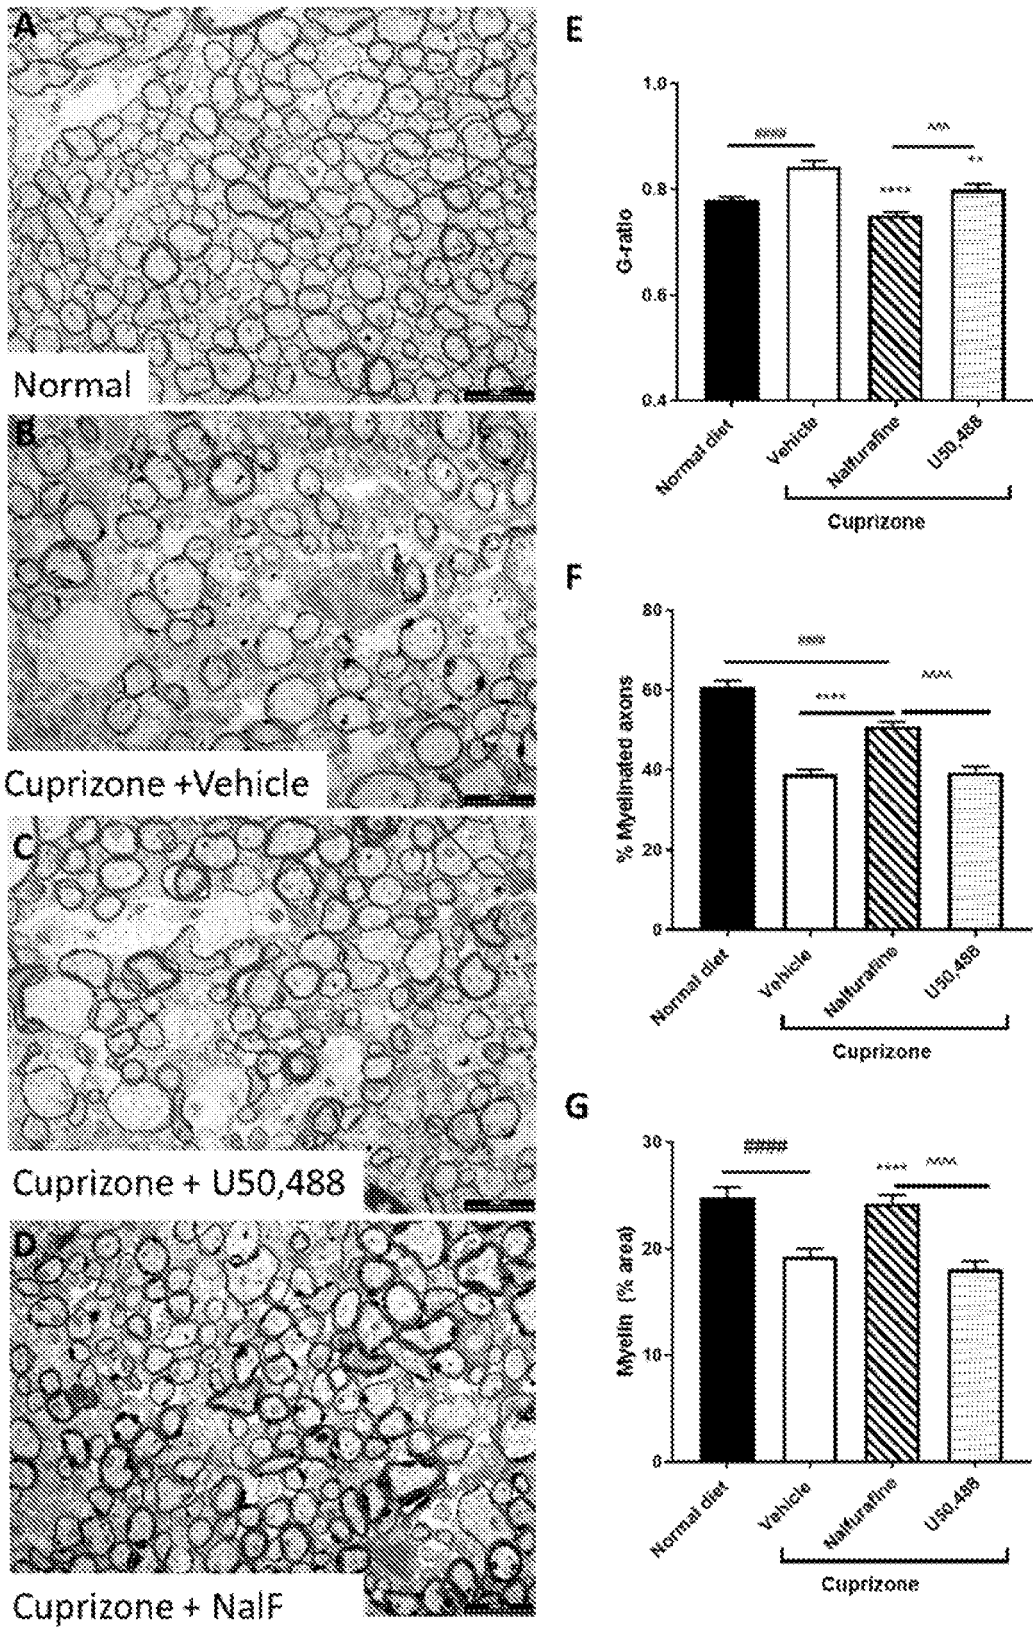 A
Normal
B
Cuprizone +Vehicle
C
Cuprizone + U50,488
D
Cuprizone + NalF
E
G-ratio
1.0
0.8
0.6
0.4
####
^^^
****
**
Normal diet
Vehicle
Nalfurafine
U50,488
Cuprizone
F
% Myelinated axons
80
60
40
20
0
###
****
^^^^
Normal diet
Vehicle
Nalfurafine
U50,488
Cuprizone
G
Myelin (% area)
30
20
10
0
####
****
^^^^
Normal diet
Vehicle
Nalfurafine
U50,488
Cuprizone